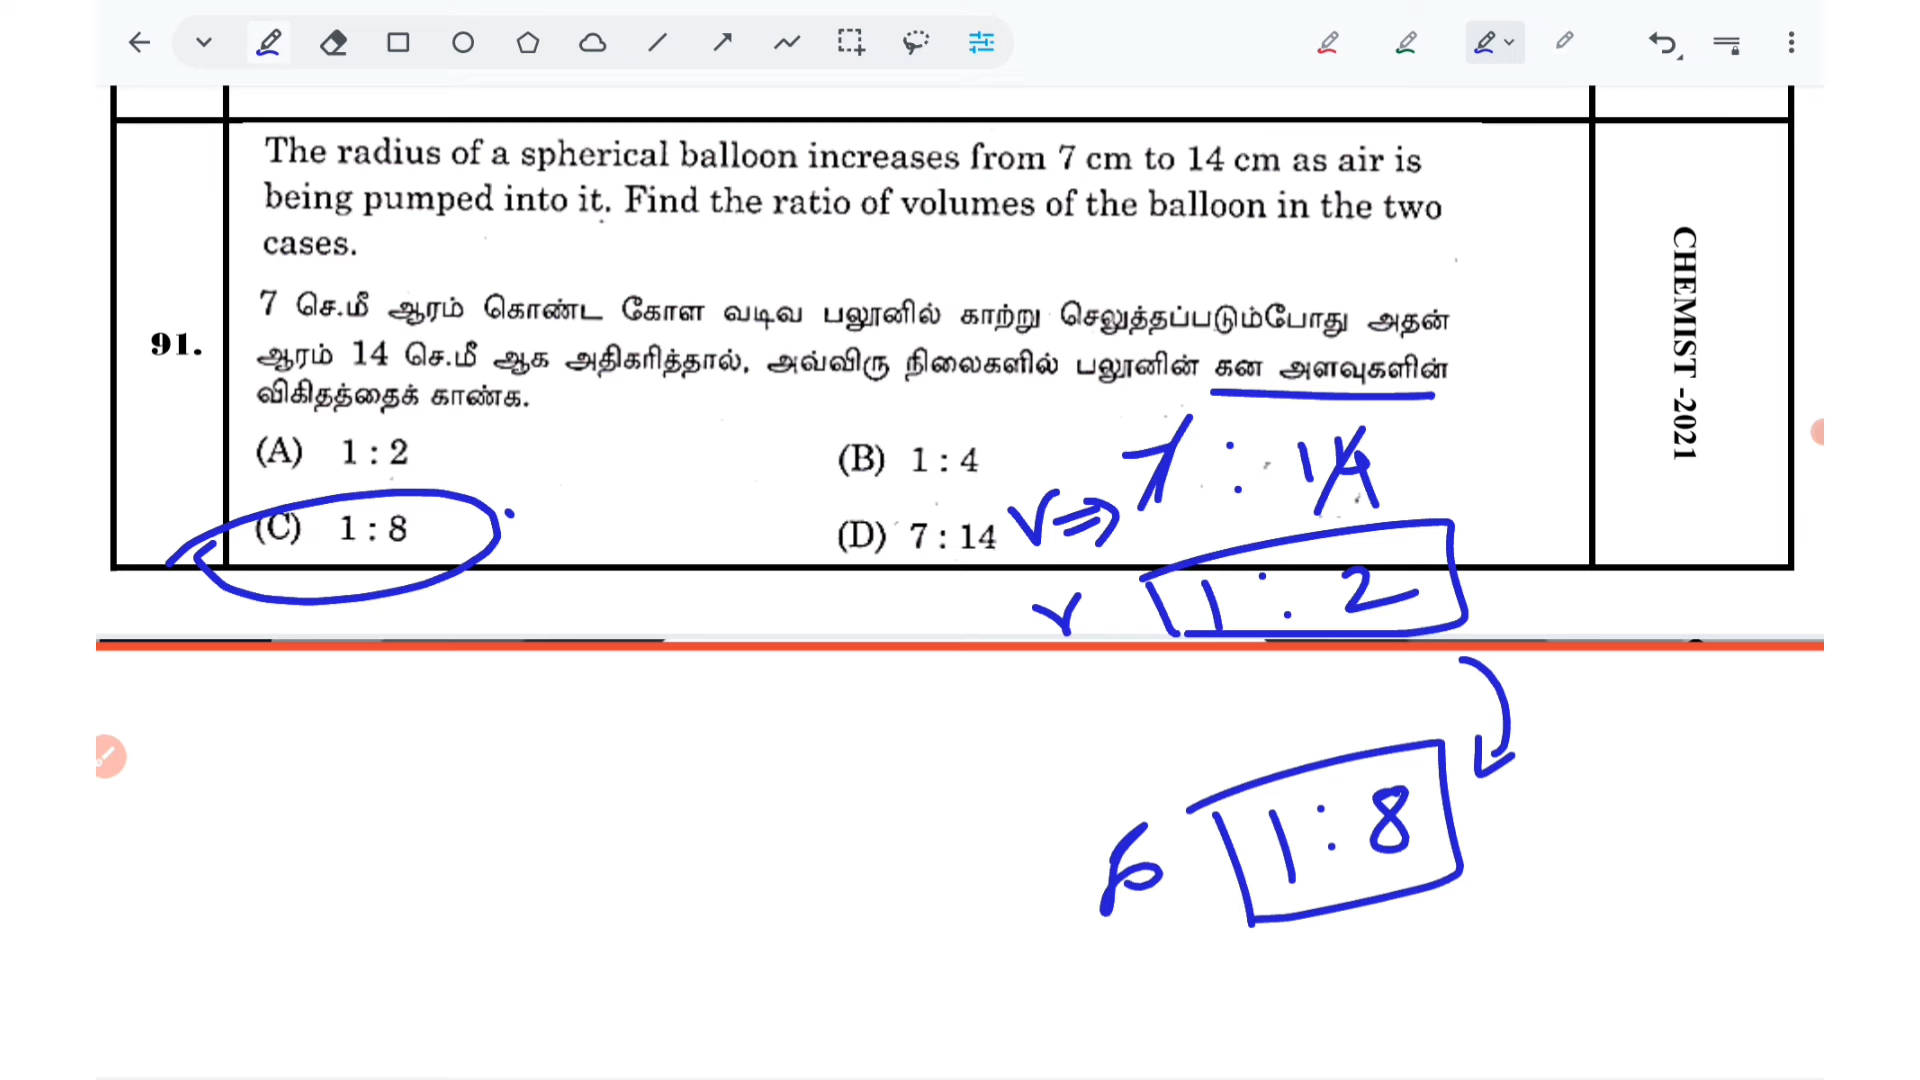 The radius of a spherical balloon increases from 7 cm to 14 cm as air is
being pumped into it. Find the ratio of volumes of the balloon in the two
cases.
7 செ.மீ ஆரம் கொண்ட கோள வடிவ பலூனில் காற்று செலுத்தப்படும்போது அதன்
91.
ஆரம் 14 செ.மீ ஆக அதிகரித்தால், அவ்விரு நிலைகளில் பலூனின் கன அளவுகளின்
விகிதத்தைக் காண்க.
(A) 1 : 2
(B) 1 : 4
(C) 1 : 8
(D) 7 : 14
CHEMIST -2021
7 : 14
1 : 2
1 : 8